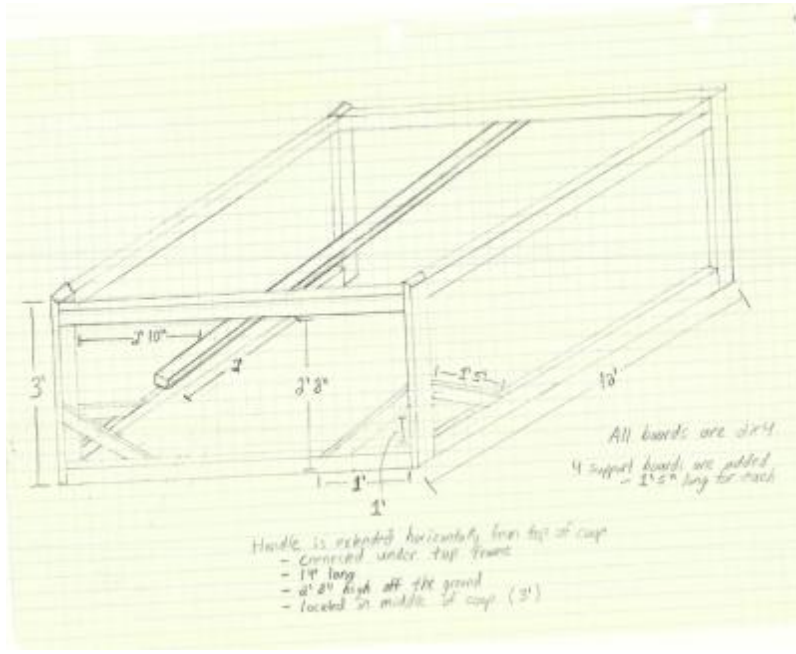 3'
2' 10"
2'
2' 8"
1' 5"
12'
1'
1'
All boards are 2x4
4 support boards are added
- 1' 5" long for each
Handle is extended horizontally from top of coop
- connected under top frame
- 14' long
- 2' 8" high off the ground
- located in middle of coop (3')